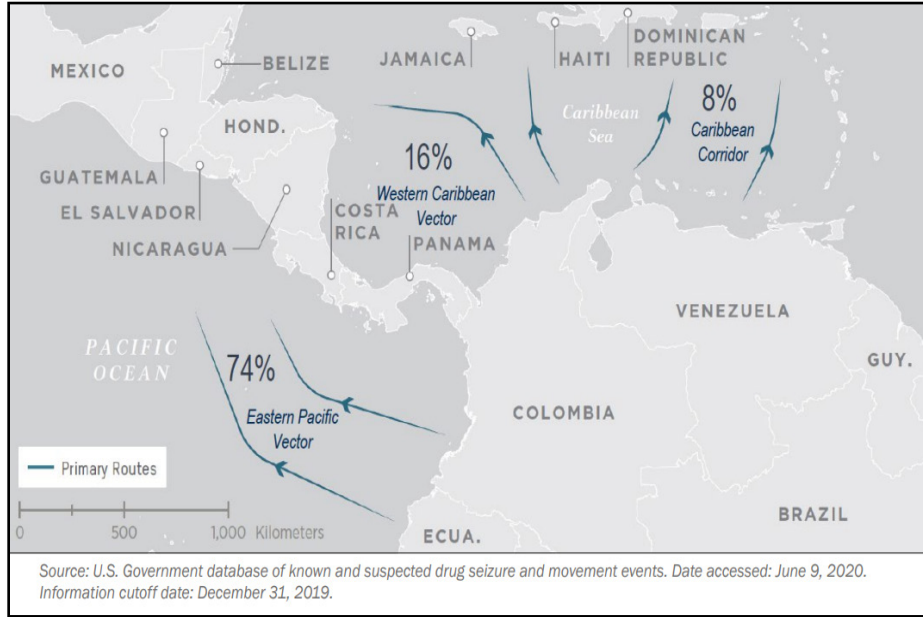 MEXICO
BELIZE
JAMAICA
HAITI
DOMINICAN
REPUBLIC
HOND.
Caribbean
Sea
8%
Caribbean
Corridor
16%
Western Caribbean
Vector
GUATEMALA
EL SALVADOR
NICARAGUA
COSTA
RICA
PANAMA
VENEZUELA
GUY.
PACIFIC
OCEAN
74%
Eastern Pacific
Vector
COLOMBIA
Primary Routes
0 500 1,000 Kilometers
ECUA.
BRAZIL
Source: U.S. Government database of known and suspected drug seizure and movement events. Date accessed: June 9, 2020.
Information cutoff date: December 31, 2019.